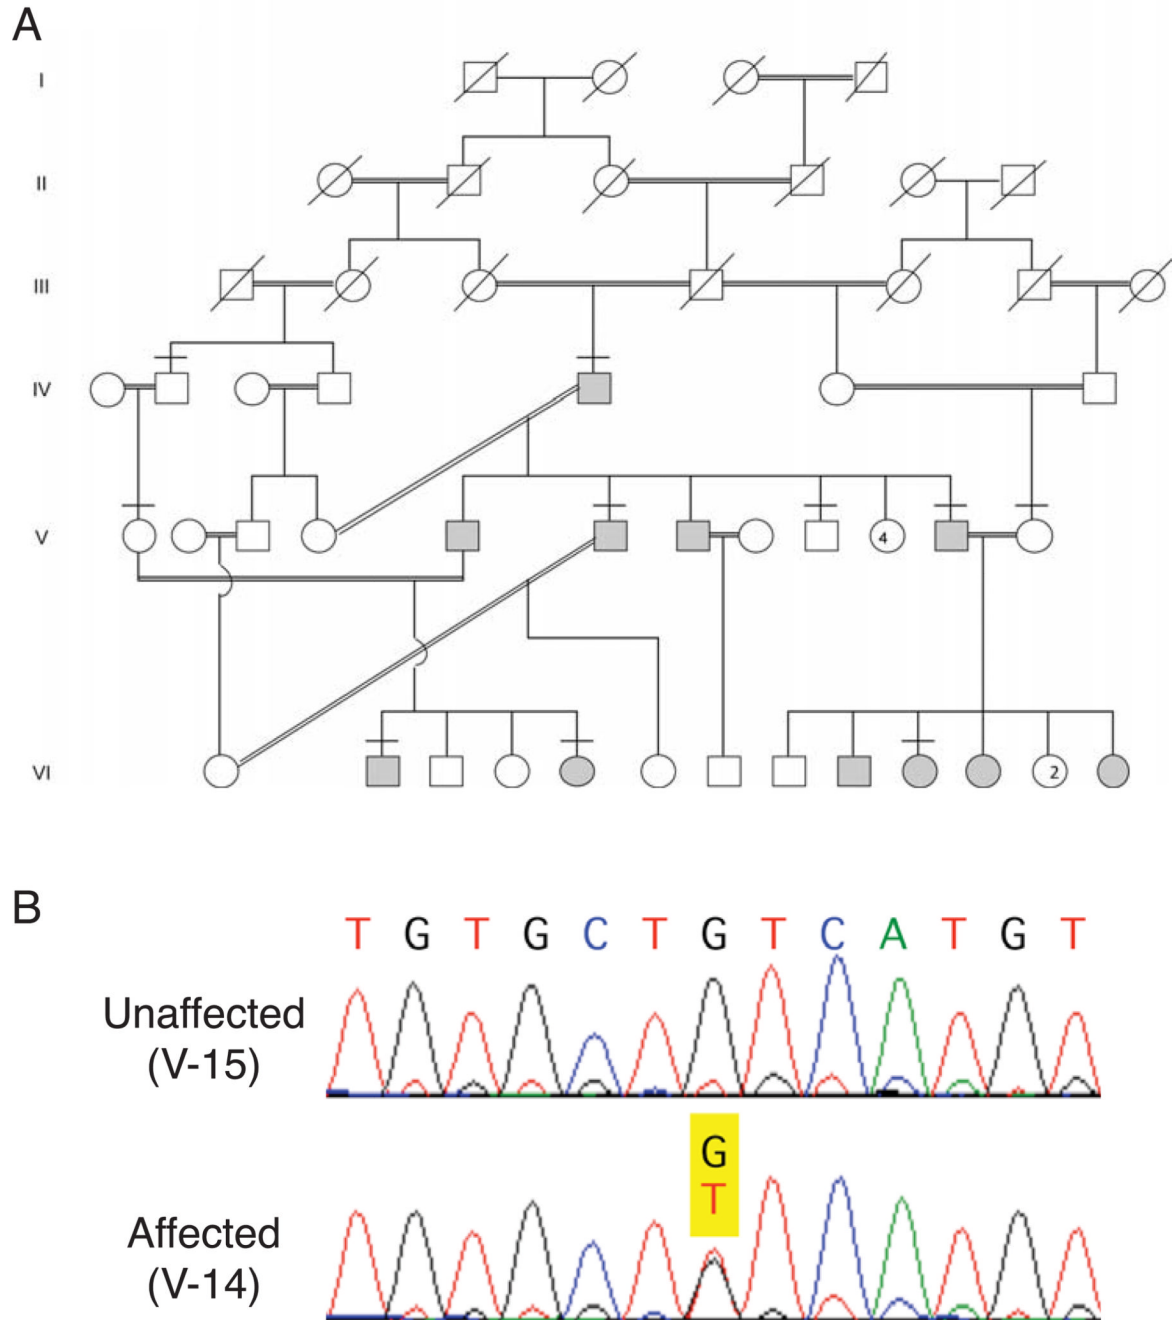 A
I
II
III
IV
V
4
VI
2
B
T G T G C T G T C A T G T
Unaffected
(V-15)
G
T
Affected
(V-14)